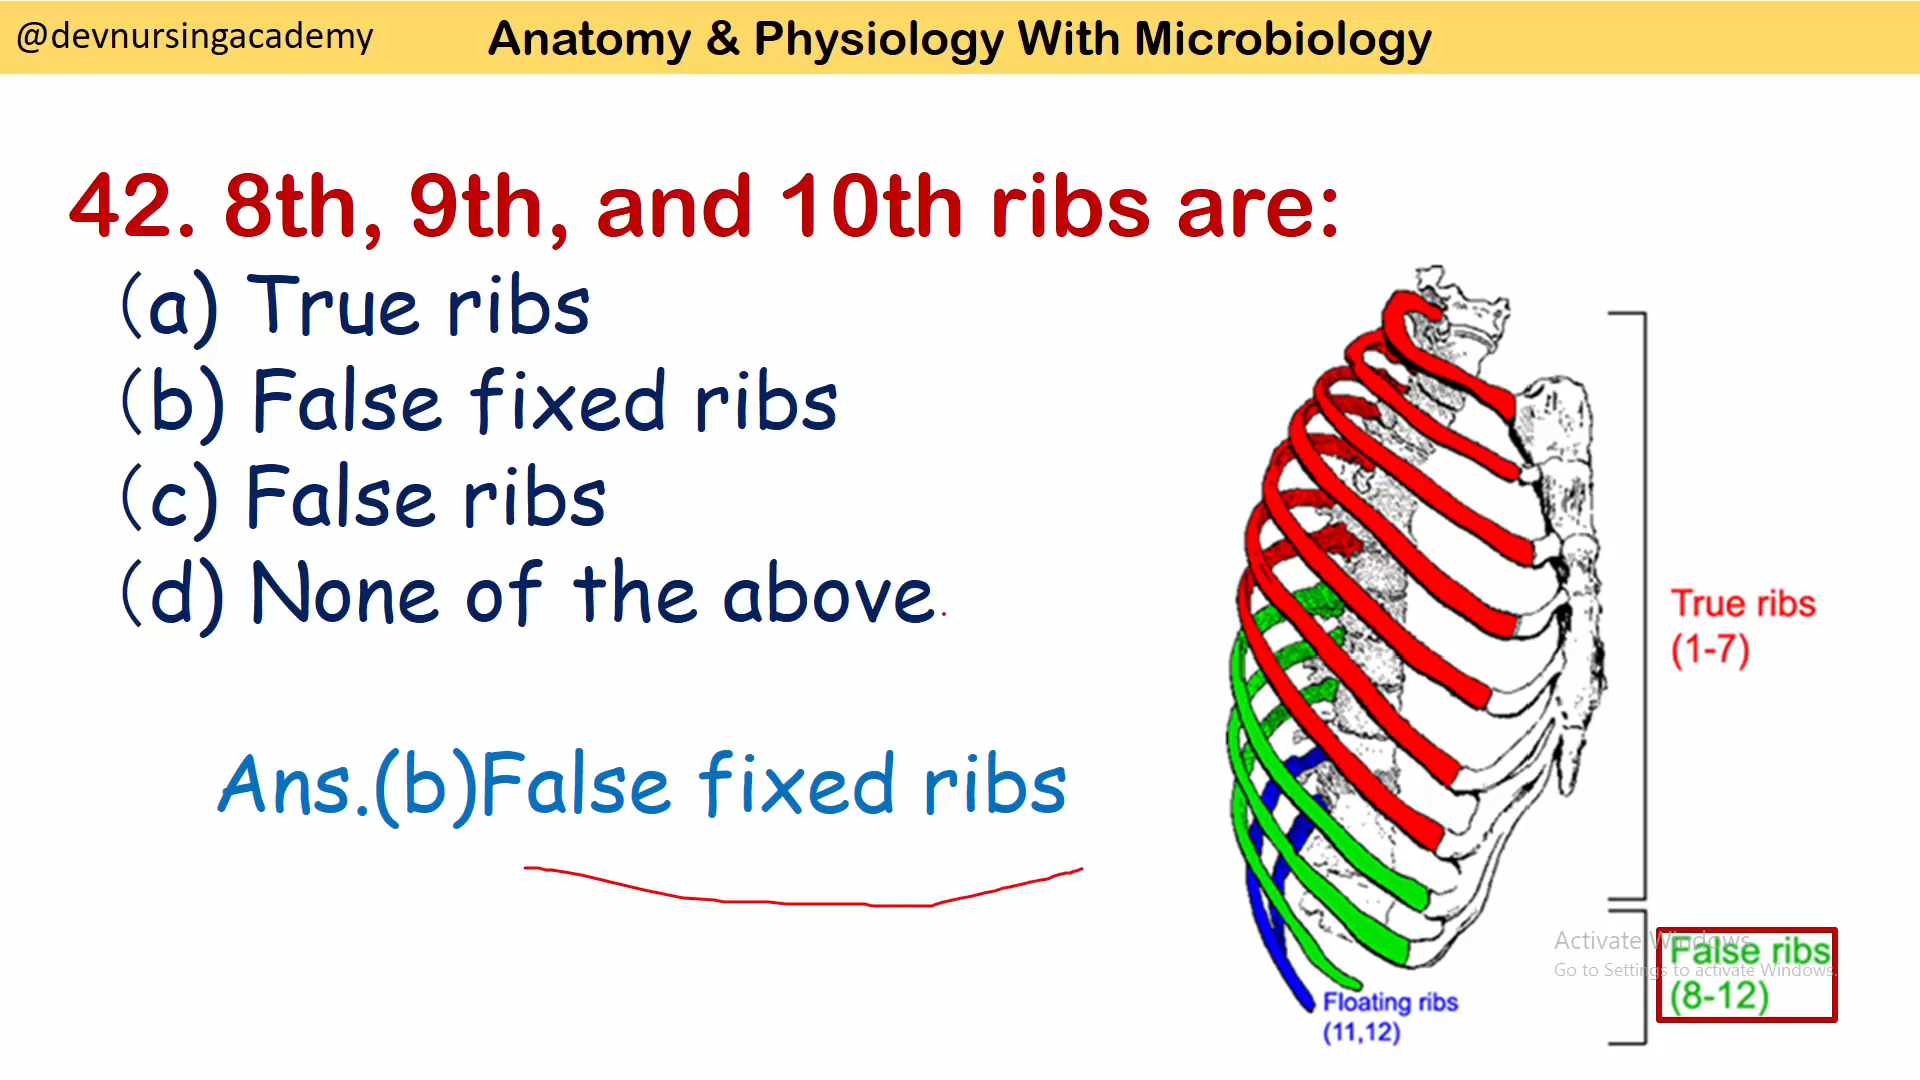 @devnursingacademy
Anatomy & Physiology With Microbiology
42. 8th, 9th, and 10th ribs are:
(a) True ribs
(b) False fixed ribs
(c) False ribs
(d) None of the above.
Ans.(b)False fixed ribs
True ribs
(1-7)
Activate Windows
Go to Settings to activate Windows.
False ribs
(8-12)
Floating ribs
(11,12)